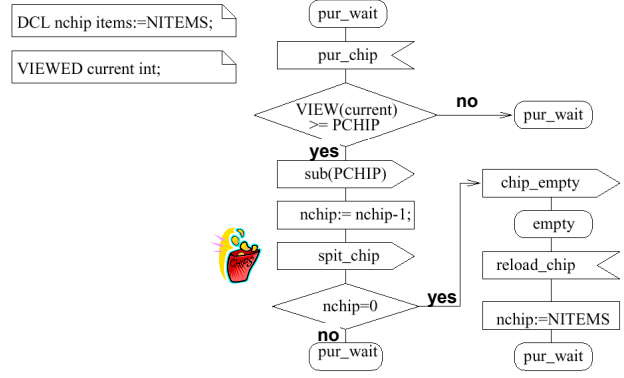 DCL nchip items:=NITEMS;
VIEWED current int;
pur_wait
pur_chip
VIEW(current)
>= PCHIP
no
pur_wait
yes
sub(PCHIP)
nchip:= nchip-1;
spit_chip
nchip=0
yes
no
pur_wait
chip_empty
empty
reload_chip
nchip:=NITEMS
pur_wait